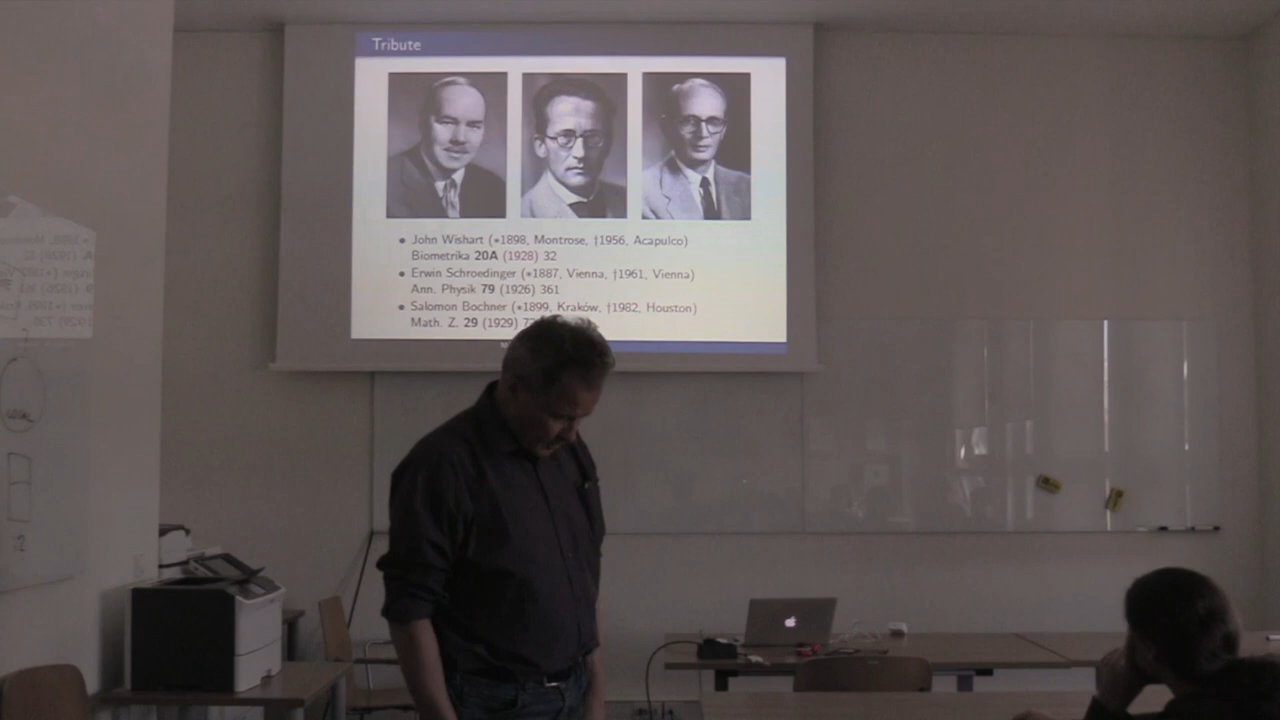 Tribute
• John Wishart (∗1898, Montrose, †1956, Acapulco)
Biometrika 20A (1928) 32
• Erwin Schroedinger (∗1887, Vienna, †1961, Vienna)
Ann. Physik 79 (1926) 361
• Salomon Bochner (∗1899, Kraków, †1982, Houston)
Math. Z. 29 (1929)